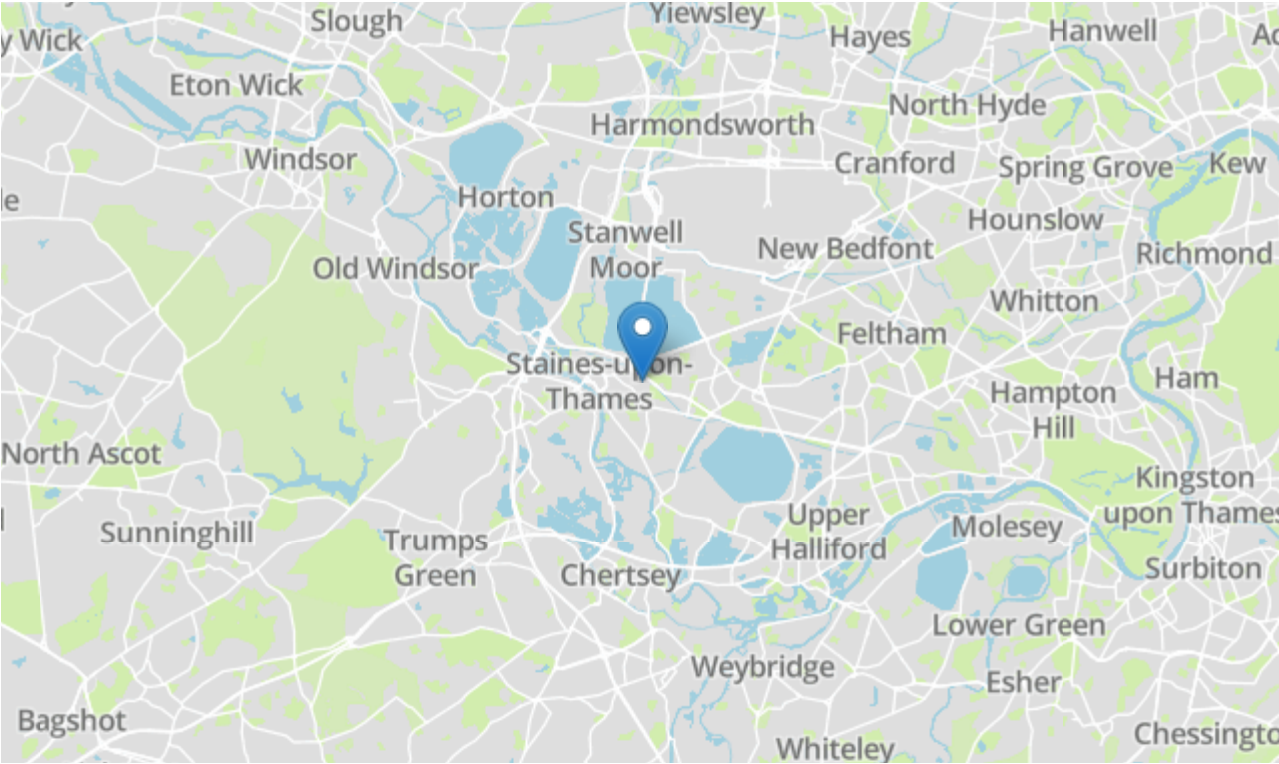 Slough
Yiewsley
Hayes
Hanwell
y Wick
Eton Wick
North Hyde
Harmondsworth
Windsor
Cranford
Spring Grove
Kew
Horton
le
Hounslow
Stanwell
Moor
New Bedfont
Richmond
Old Windsor
Whitton
Feltham
Staines-upon-
Thames
Ham
Hampton
Hill
North Ascot
Kingston
upon Thames
Sunninghill
Upper
Halliford
Molesey
Trumps
Green
Chertsey
Surbiton
Lower Green
Weybridge
Esher
Bagshot
Chessingto
Whiteley